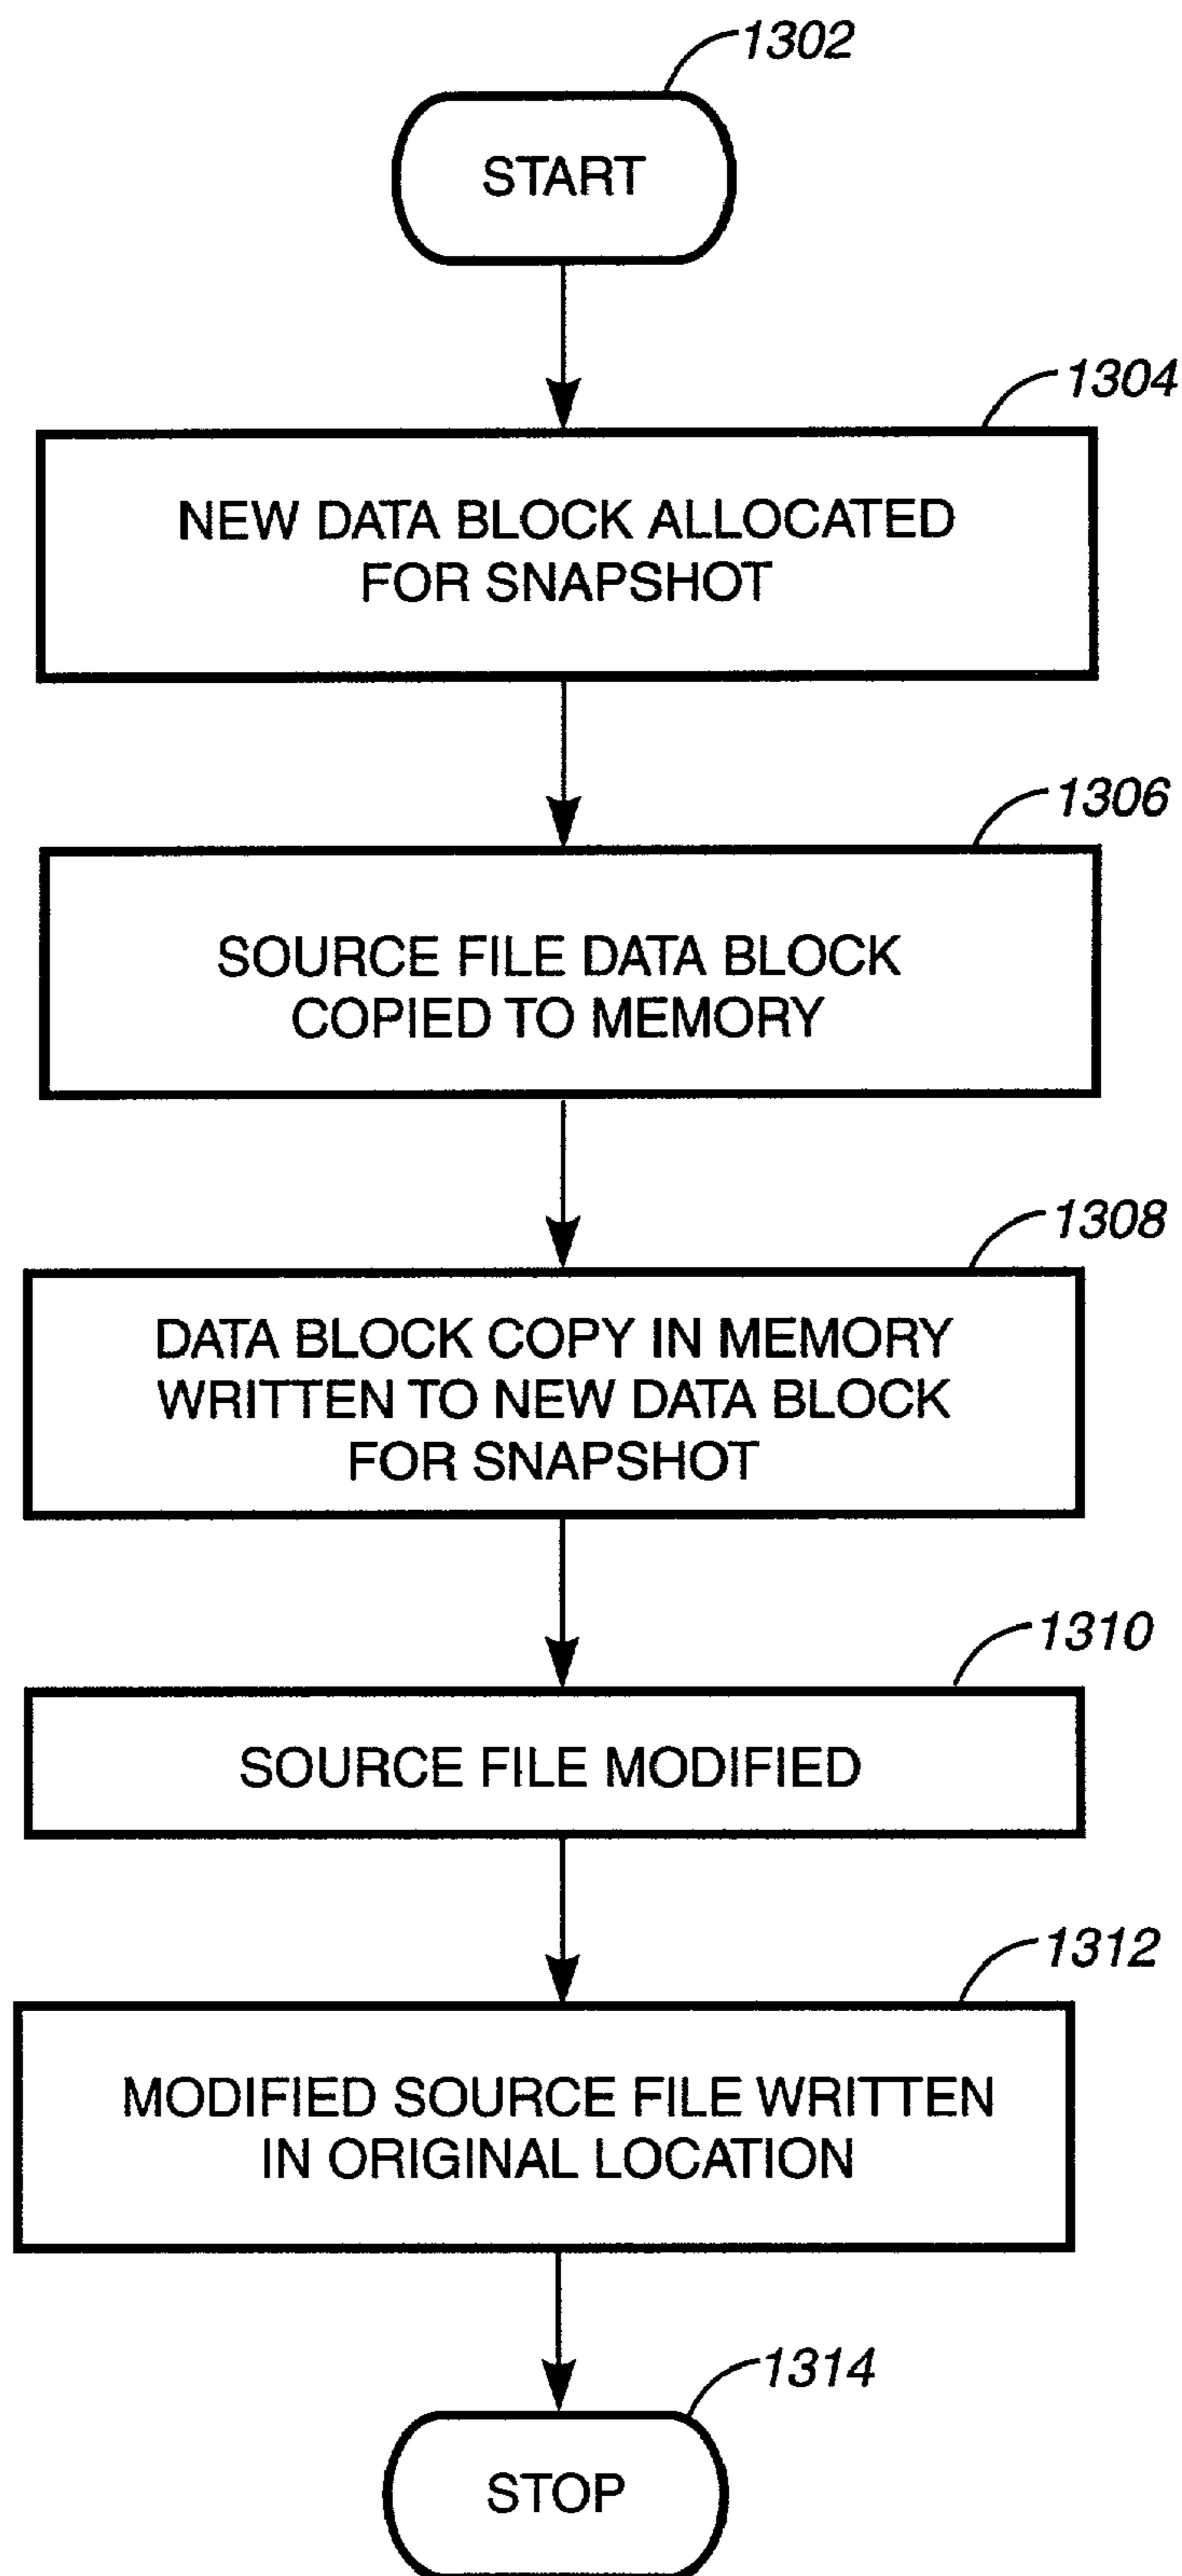 1302
START
1304
NEW DATA BLOCK ALLOCATED
FOR SNAPSHOT
1306
SOURCE FILE DATA BLOCK
COPIED TO MEMORY
1308
DATA BLOCK COPY IN MEMORY
WRITTEN TO NEW DATA BLOCK
FOR SNAPSHOT
1310
SOURCE FILE MODIFIED
1312
MODIFIED SOURCE FILE WRITTEN
IN ORIGINAL LOCATION
1314
STOP